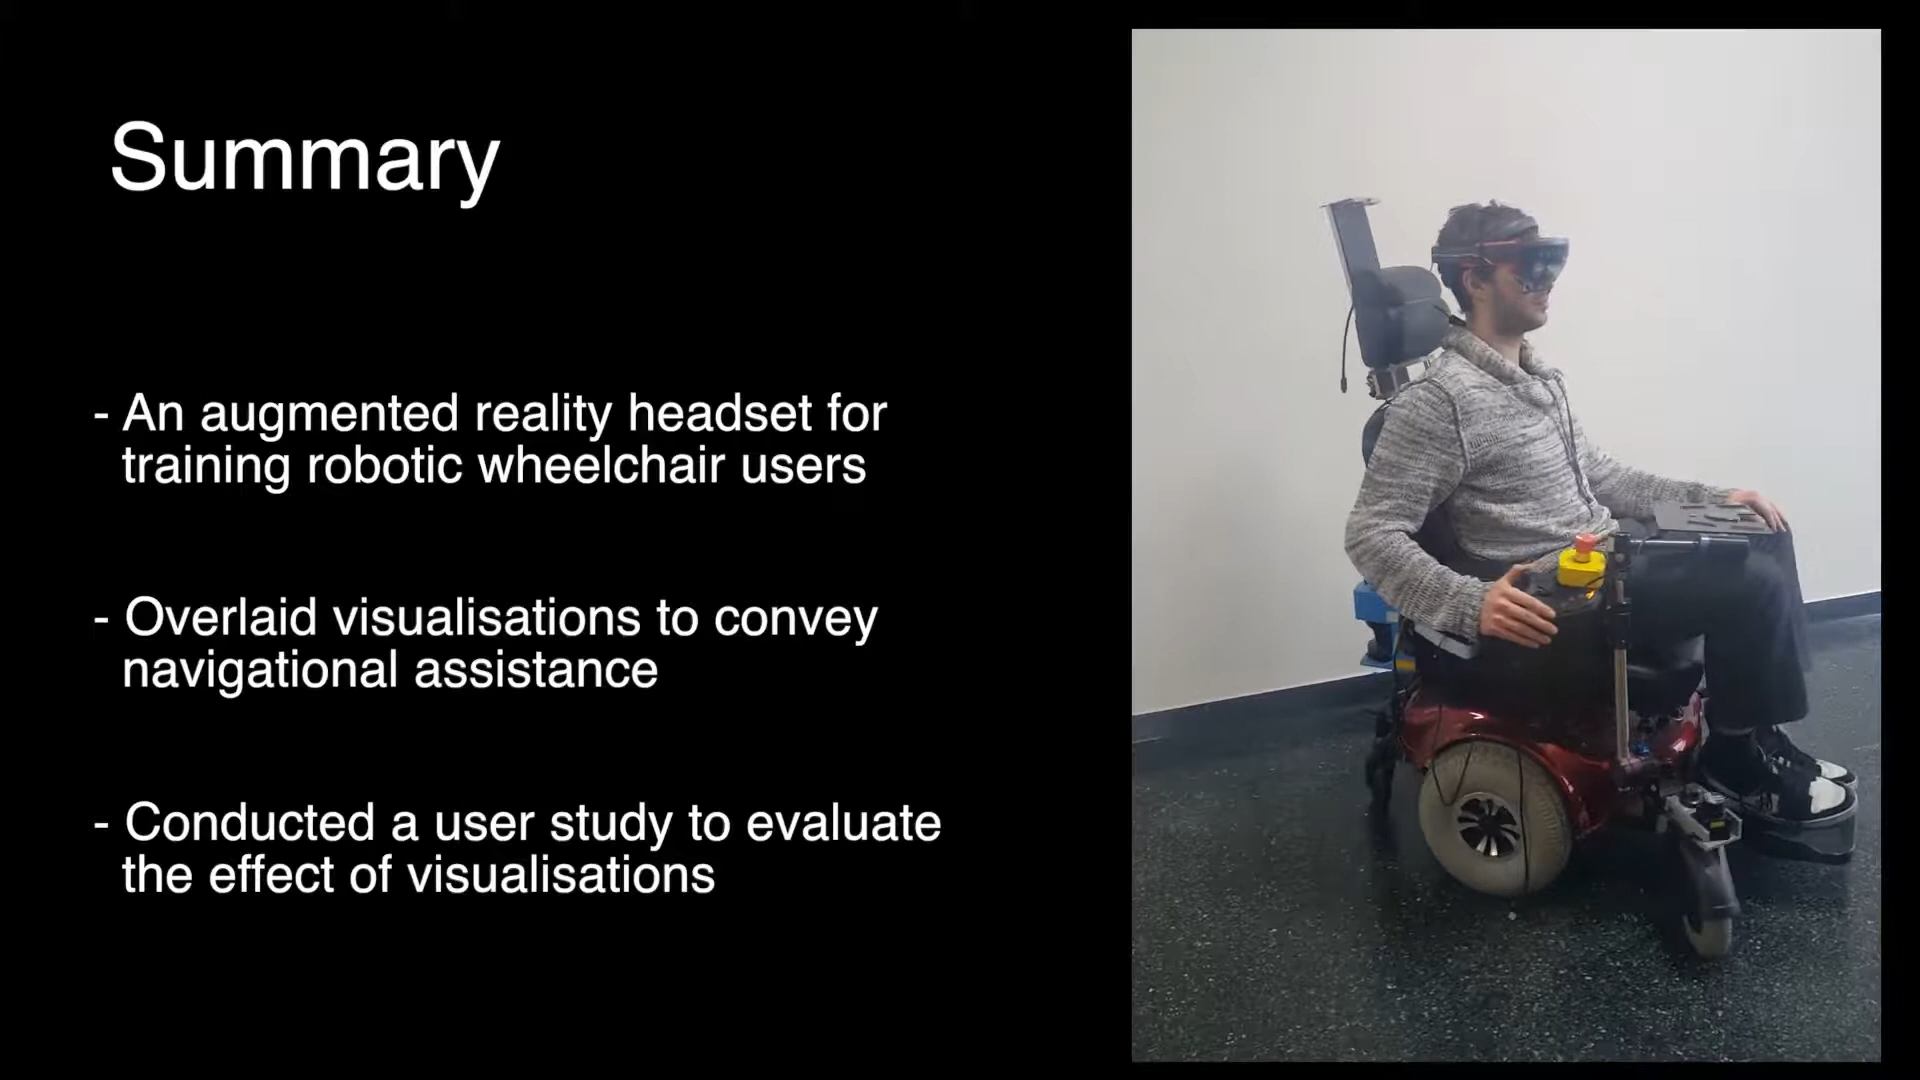 Summary
- An augmented reality headset for
training robotic wheelchair users
- Overlaid visualisations to convey
navigational assistance
- Conducted a user study to evaluate
the effect of visualisations